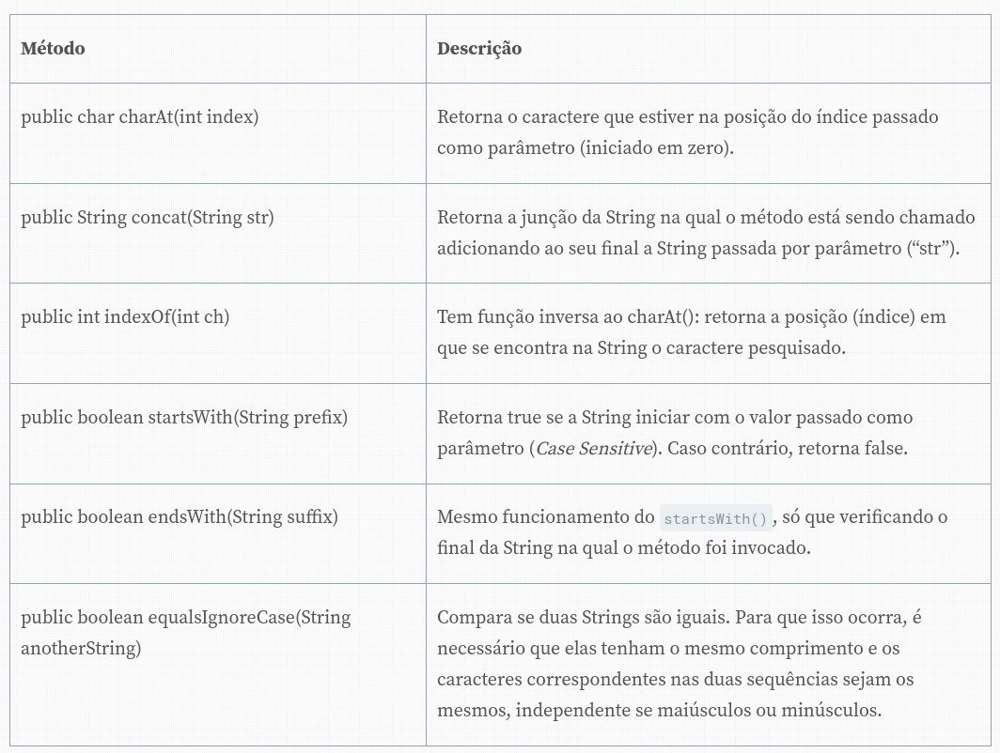 Método
Descrição
public char charAt(int index)
Retorna o caractere que estiver na posição do índice passado
como parâmetro (iniciado em zero).
public String concat(String str)
Retorna a junção da String na qual o método está sendo chamado
adicionando ao seu final a String passada por parâmetro (“str”).
public int indexOf(int ch)
Tem função inversa ao charAt(): retorna a posição (índice) em
que se encontra na String o caractere pesquisado.
public boolean startsWith(String prefix)
Retorna true se a String iniciar com o valor passado como
parâmetro (Case Sensitive). Caso contrário, retorna false.
public boolean endsWith(String suffix)
Mesmo funcionamento do startsWith(), só que verificando o
final da String na qual o método foi invocado.
public boolean equalsIgnoreCase(String
anotherString)
Compara se duas Strings são iguais. Para que isso ocorra, é
necessário que elas tenham o mesmo comprimento e os
caracteres correspondentes nas duas sequências sejam os
mesmos, independente se maiúsculos ou minúsculos.